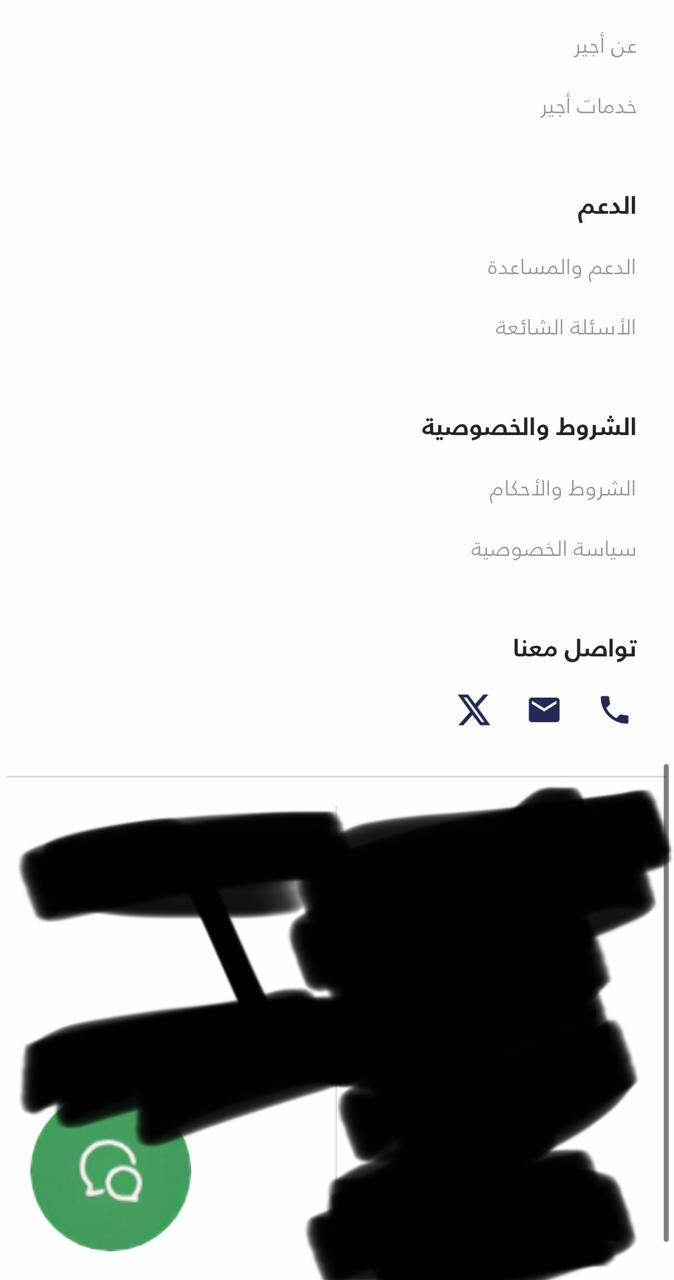 عن أجير
خدمات أجير
الدعم
الدعم والمساعدة
الأسئلة الشائعة
الشروط والخصوصية
الشروط والأحكام
سياسة الخصوصية
تواصل معنا